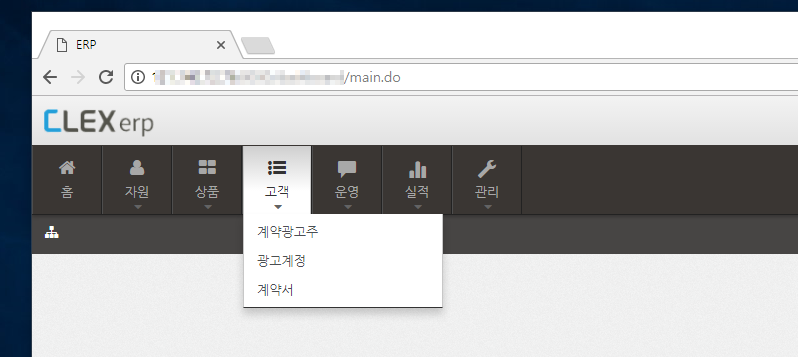 ERP
/main.do
CLEX erp
홈
자원
상품
고객
운영
실적
관리
계약광고주
광고계정
계약서